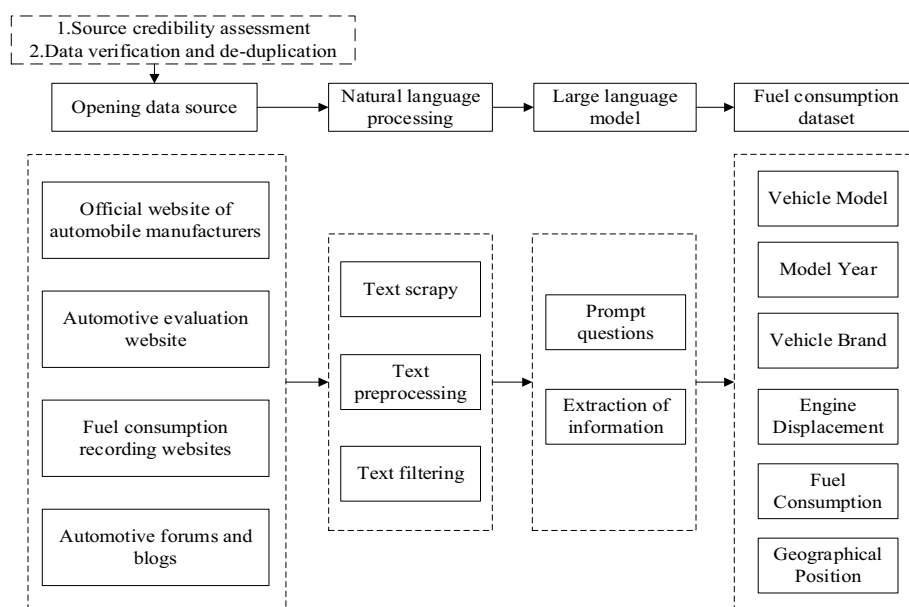 1.Source credibility assessment
2.Data verification and de-duplication
Opening data source
Natural language
processing
Large language
model
Fuel consumption
dataset
Official website of
automobile manufacturers
Automotive evaluation
website
Fuel consumption
recording websites
Automotive forums and
blogs
Text scrapy
Text
preprocessing
Text filtering
Prompt
questions
Extraction of
information
Vehicle Model
Model Year
Vehicle Brand
Engine
Displacement
Fuel
Consumption
Geographical
Position